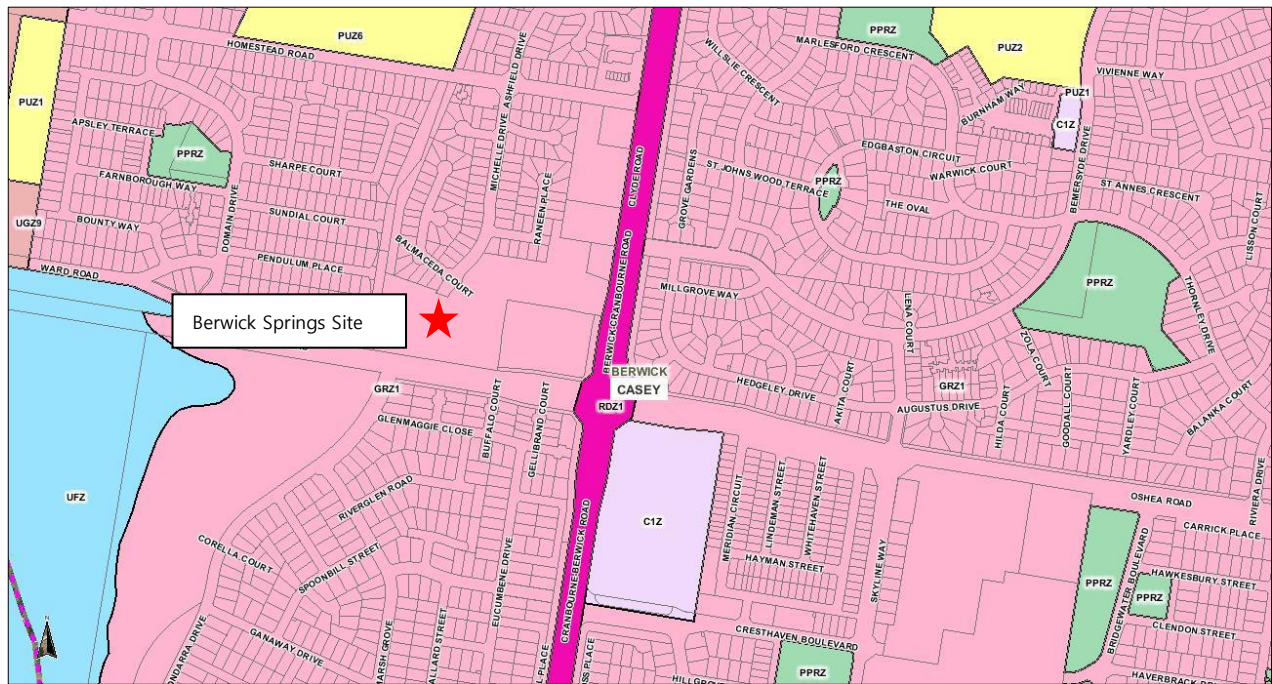 PUZ6
HOMESTEAD ROAD
PUZ1
APSLEY TERRACE
PPRZ
SHARPE COURT
FARNBOROUGH WAY
SUNDIAL COURT
BOUNTY WAY
DOMAIN DRIVE
PENDULUM PLACE
UGZ9
WARD ROAD
MICHELLE DRIVE
ASHFIELD DRIVE
RANEEN PLACE
BALMACEDA COURT
Berwick Springs Site
CLYDE ROAD
BERWICK-CRANBOURNE ROAD
WILLSLIE CRESCENT
GROVE GARDENS
ST JOHNS WOOD TERRACE
PPRZ
MARLESFORD CRESCENT
PUZ2
VIVIENNE WAY
BURNHAM WAY
PUZ1
C1Z
EDGBASTON CIRCUIT
WARWICK COURT
PPRZ
THE OVAL
BEMERSYDE DRIVE
ST ANNES CRESCENT
LISSON COURT
PPRZ
THORNLEY DRIVE
MILLGROVE WAY
LENA COURT
ZOLA COURT
BERWICK
CASEY
RDZ1
HEDGELEY DRIVE
AKITA COURT
GRZ1
AUGUSTUS DRIVE
HILDA COURT
GOODALL COURT
YARDLEY COURT
BALANKA COURT
GRZ1
GLENMAGGIE CLOSE
BUFFALO COURT
GELLIBRAND COURT
UFZ
RIVERGLEN ROAD
CORELLA COURT
SPOONBILL STREET
EUCUMBENE DRIVE
CRANBOURNE-BERWICK ROAD
C1Z
MERIDIAN CIRCUIT
LINDEMAN STREET
WHITEHAVEN STREET
HAYMAN STREET
SKYLINE WAY
OSHEA ROAD
RIVIERA DRIVE
CARRICK PLACE
PPRZ
BRIDGEWATER BOULEVARD
HAWKESBURY STREET
PPRZ
CLENDON STREET
CRESTHAVEN BOULEVARD
PPRZ
GANAWAY DRIVE
N